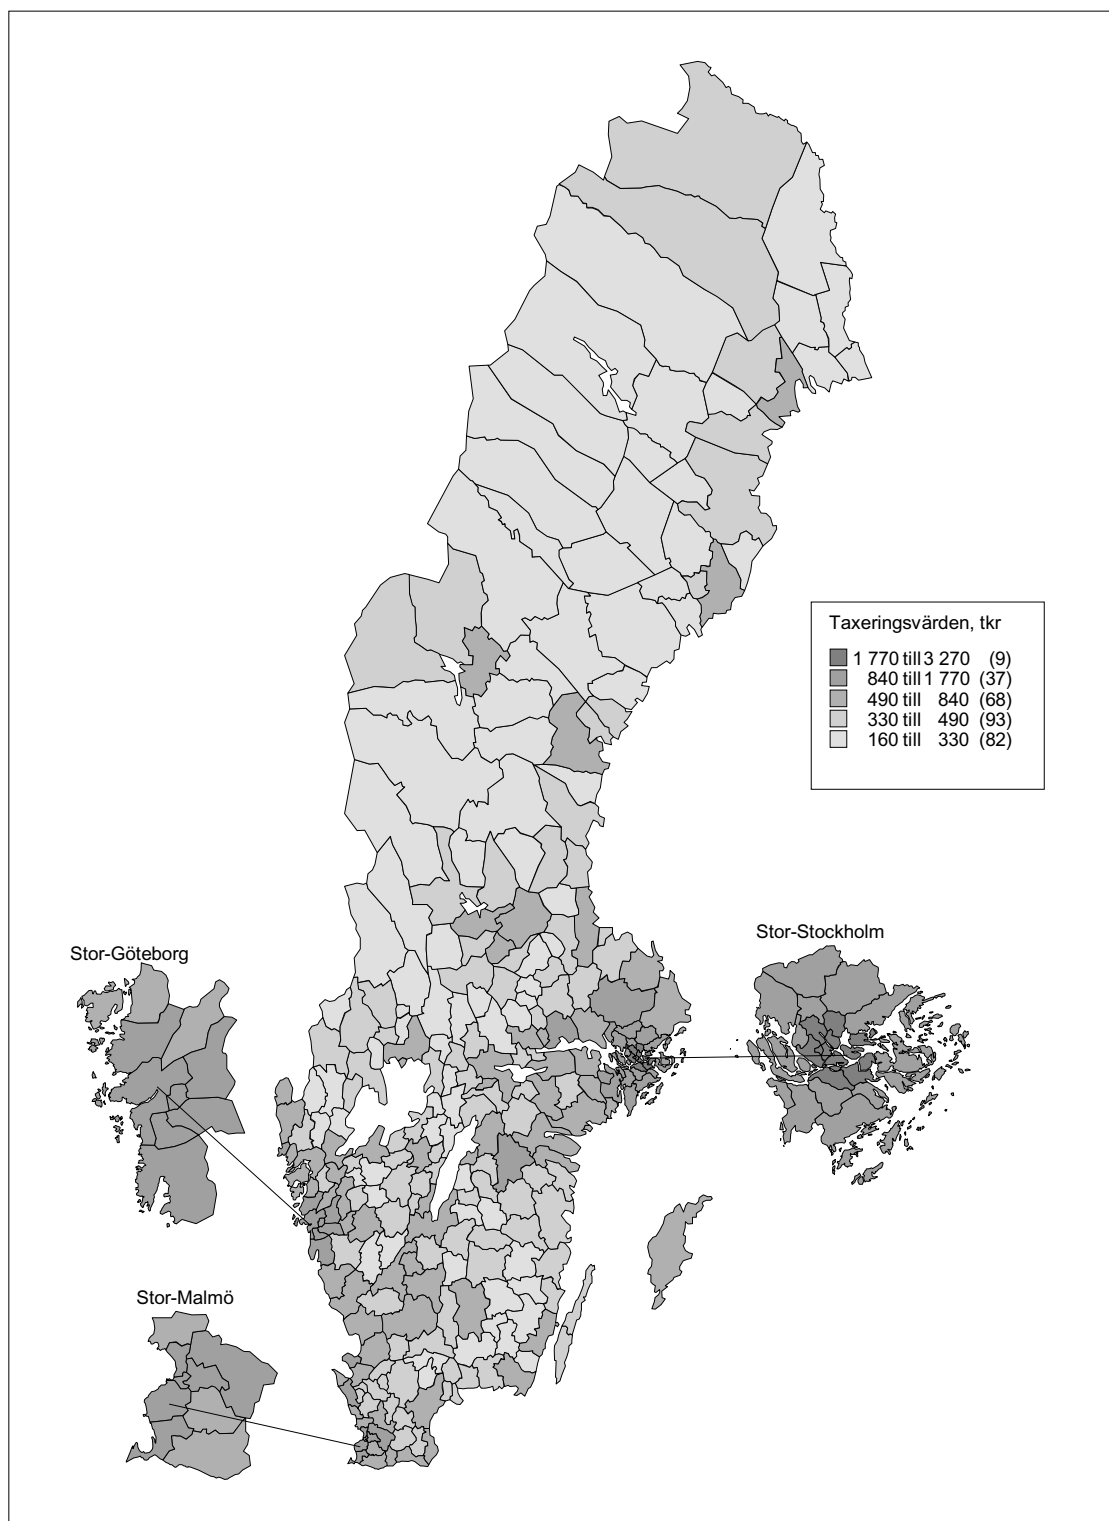 Taxeringsvärden, tkr
1 770 till 3 270 (9)
840 till 1 770 (37)
490 till 840 (68)
330 till 490 (93)
160 till 330 (82)
Stor-Stockholm
Stor-Göteborg
Stor-Malmö